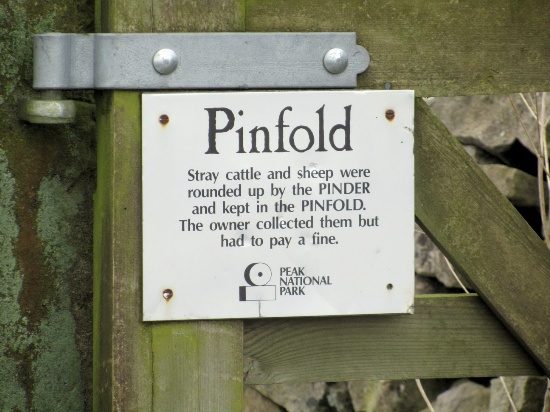 Pinfold
Stray cattle and sheep were
rounded up by the PINDER
and kept in the PINFOLD.
The owner collected them but
had to pay a fine.
PEAK
NATIONAL
PARK